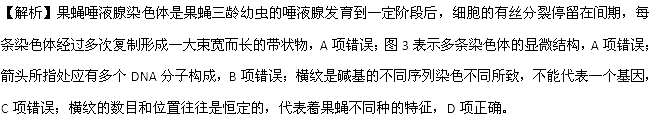 【解析】果蝇唾液腺染色体是果蝇三龄幼虫的唾液腺发育到一定阶段后，细胞的有丝分裂停留在间期，每
条染色体经过多次复制形成一大束宽而长的带状物，A 项错误；图 3 表示多条染色体的显微结构，A 项错误；
箭头所指处应有多个 DNA 分子构成，B 项错误；横纹是碱基的不同序列染色不同所致，不能代表一个基因，
C 项错误；横纹的数目和位置往往是恒定的，代表着果蝇不同种的特征，D 项正确。